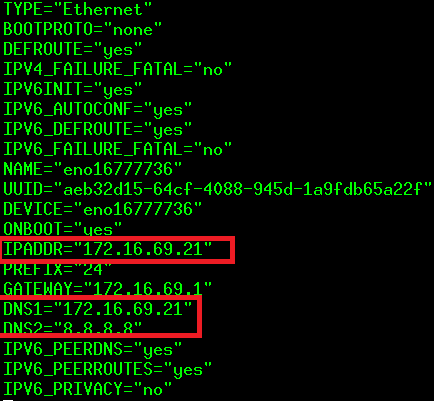 TYPE="Ethernet"
BOOTPROTO="none"
DEFROUTE="yes"
IPV4_FAILURE_FATAL="no"
IPV6INIT="yes"
IPV6_AUTOCONF="yes"
IPV6_DEFROUTE="yes"
IPV6_FAILURE_FATAL="no"
NAME="eno16777736"
UUID="aeb32d15-64cf-4088-945d-1a9fdb65a22f"
DEVICE="eno16777736"
ONBOOT="yes"
IPADDR="172.16.69.21"
PREFIX="24"
GATEWAY="172.16.69.1"
DNS1="172.16.69.21"
DNS2="8.8.8.8"
IPV6_PEERDNS="yes"
IPV6_PEERROUTES="yes"
IPV6_PRIVACY="no"